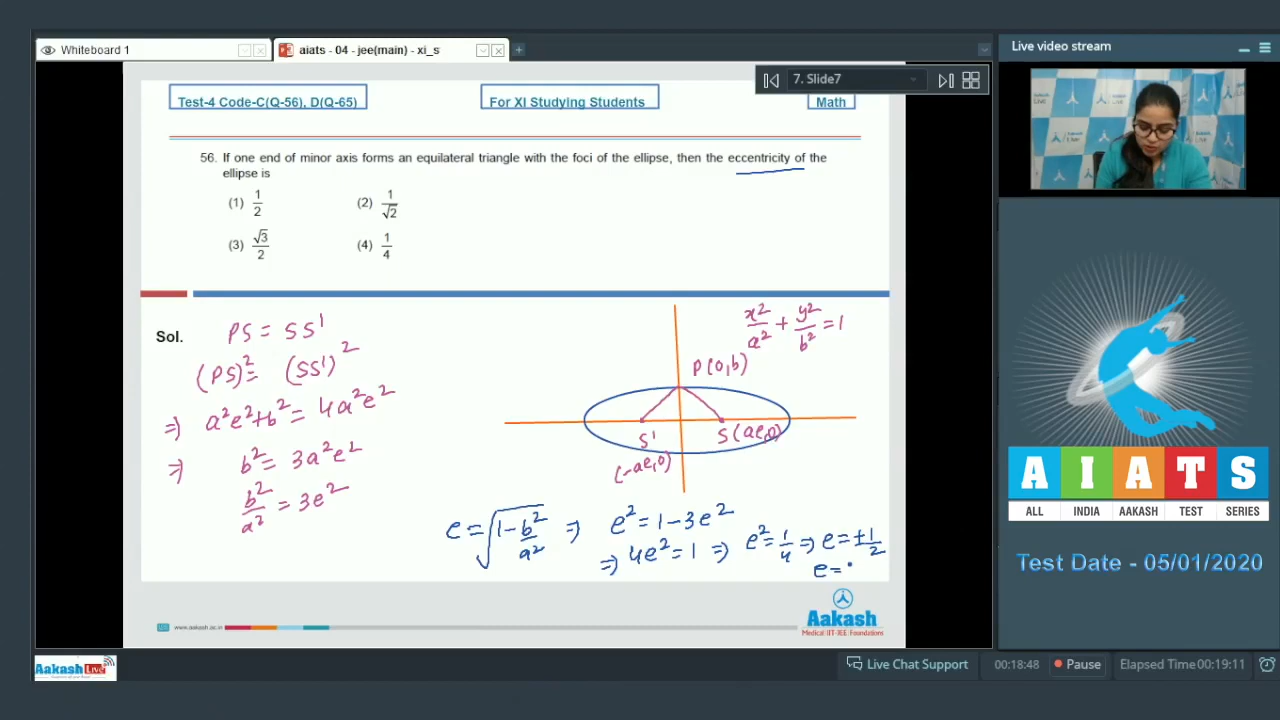 Whiteboard 1
aiats - 04 - jee(main) - xi_s
Live video stream
7. Slide7
Test-4 Code-C(Q-56), D(Q-65)
For XI Studying Students
Math
56. If one end of minor axis forms an equilateral triangle with the foci of the ellipse, then the eccentricity of the
ellipse is
(1) 1/2
(2) 1/√2
(3) √3/2
(4) 1/4
Sol.
PS = SS'
(PS)² = (SS')²
⇒ a²e²+b² = 4a²e²
⇒ b² = 3a²e²
b²/a² = 3e²
x²/a² + y²/b² = 1
P(0,b)
S'
S(ae,0)
(-ae,0)
e = √(1 - b²/a²) ⇒ e² = 1 - 3e²
⇒ 4e² = 1 ⇒ e² = 1/4 ⇒ e = ±1/2
e =
www.aakash.ac.in
Aakash
Medical|IIT-JEE|Foundations
A I A T S
ALL INDIA AAKASH TEST SERIES
Test Date - 05/01/2020
Aakash Live
Live Chat Support
00:18:48
Pause
Elapsed Time 00:19:11